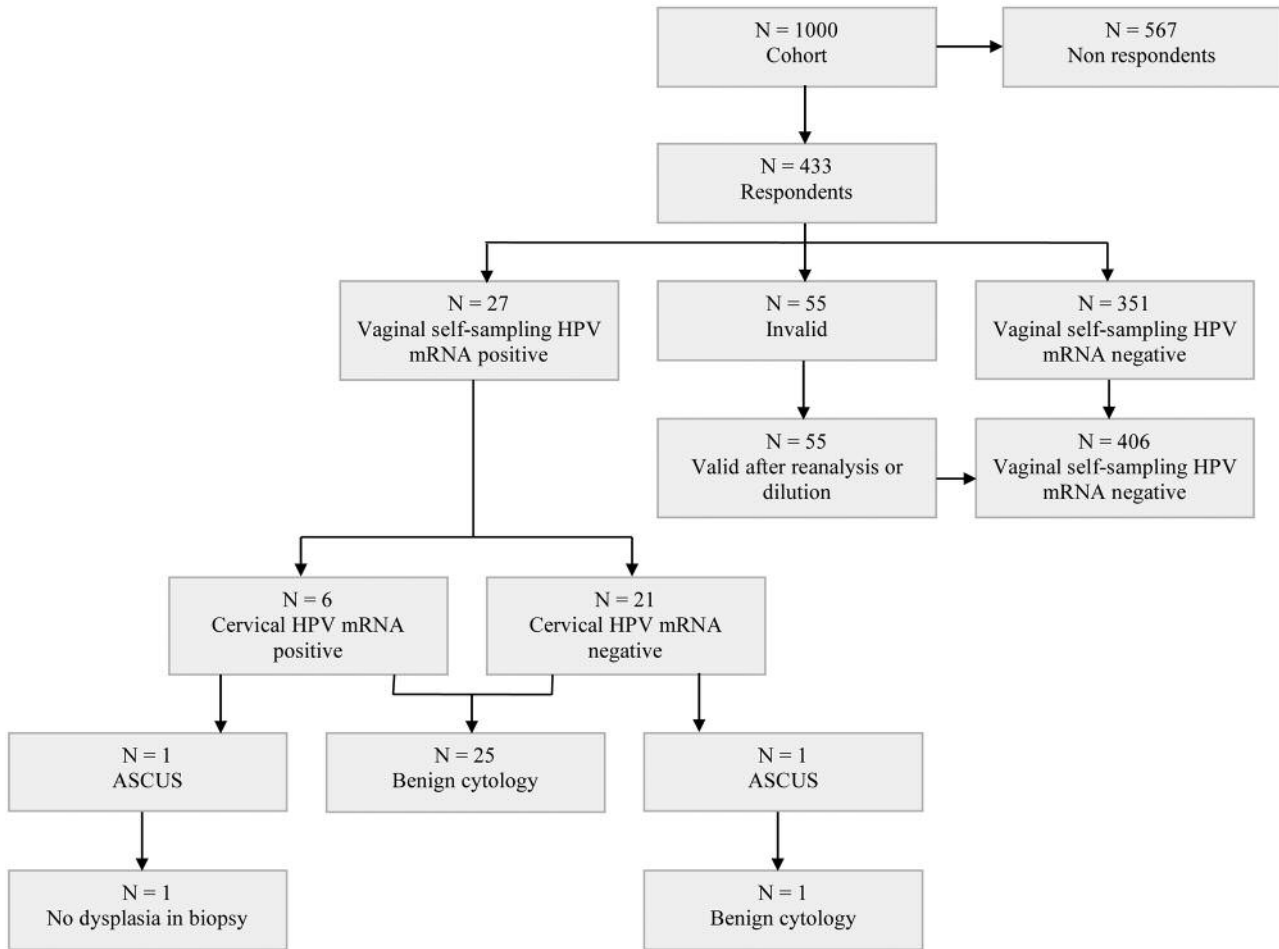 N = 1000
Cohort
N = 567
Non respondents
N = 433
Respondents
N = 27
Vaginal self-sampling HPV
mRNA positive
N = 55
Invalid
N = 351
Vaginal self-sampling HPV
mRNA negative
N = 55
Valid after reanalysis or
dilution
N = 406
Vaginal self-sampling HPV
mRNA negative
N = 6
Cervical HPV mRNA
positive
N = 21
Cervical HPV mRNA
negative
N = 1
ASCUS
N = 25
Benign cytology
N = 1
ASCUS
N = 1
No dysplasia in biopsy
N = 1
Benign cytology